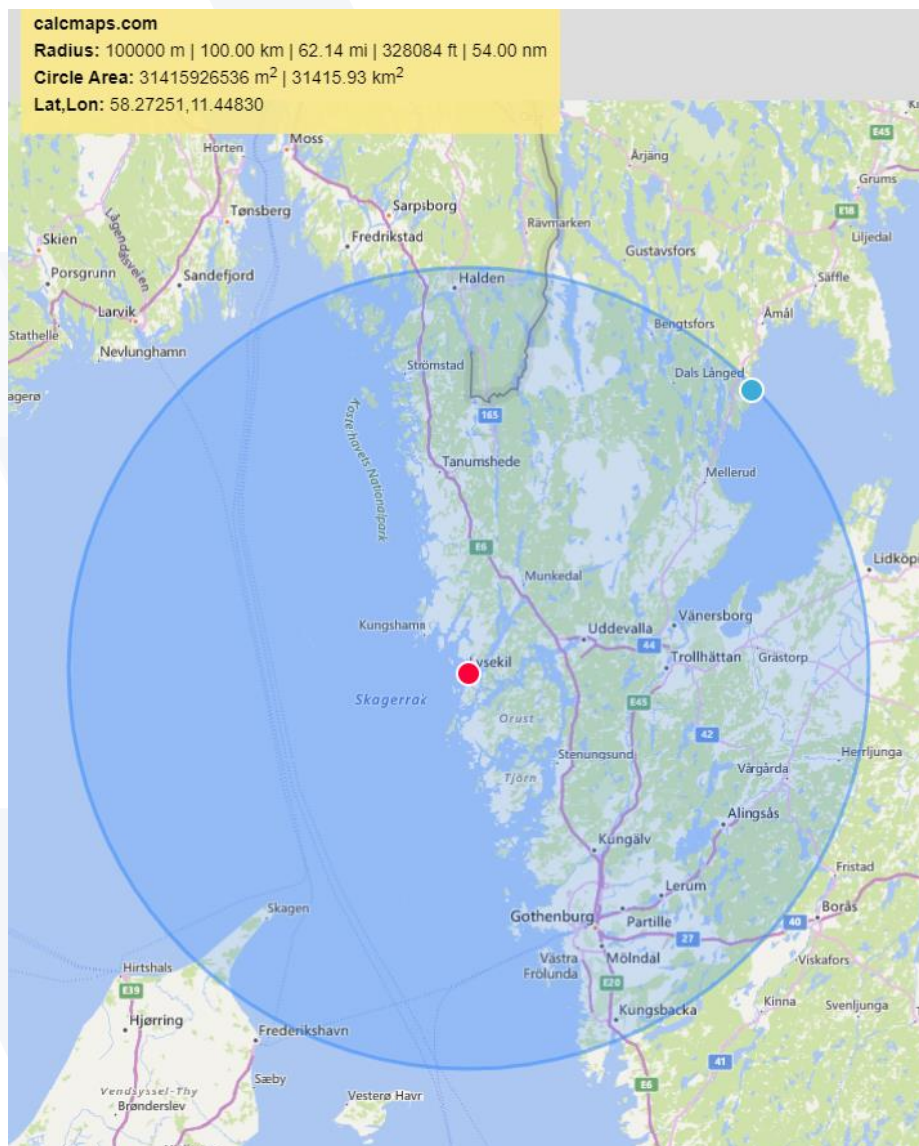 calcmaps.com
Radius: 100000 m | 100.00 km | 62.14 mi | 328084 ft | 54.00 nm
Circle Area: 31415926536 m² | 31415.93 km²
Lat,Lon: 58.27251,11.44830
E45
Moss
Horten
Årjäng
Grums
Tønsberg
Sarpsborg
Rävmarken
E18
Lågendalsveien
Fredrikstad
Liljedal
Skien
Gustavsfors
Porsgrunn
Sandefjord
Halden
Säffle
Larvik
Åmål
Stathelle
Bengtsfors
Nevlunghamn
Strömstad
Dals Långed
agerø
165
Kosterhavets Nationalpark
Tanumshede
Mellerud
E6
Lidköpi
Munkedal
Kungshamn
Vänersborg
Uddevalla
44
Grästorp
Trollhättan
ysekil
Skagerrak
E45
Orust
42
Stenungsund
Herrljunga
Tjörn
Vårgårda
Alingsås
Kungälv
Fristad
Lerum
Skagen
Gothenburg
Partille
Borås
40
27
Mölndal
Västra
Frölunda
Viskafors
Hirtshals
E39
E20
Kinna
Svenljunga
Hjørring
Kungsbacka
Frederikshavn
41
Sæby
E6
Vendsyssel-Thy
Vesterø Havn
Brønderslev